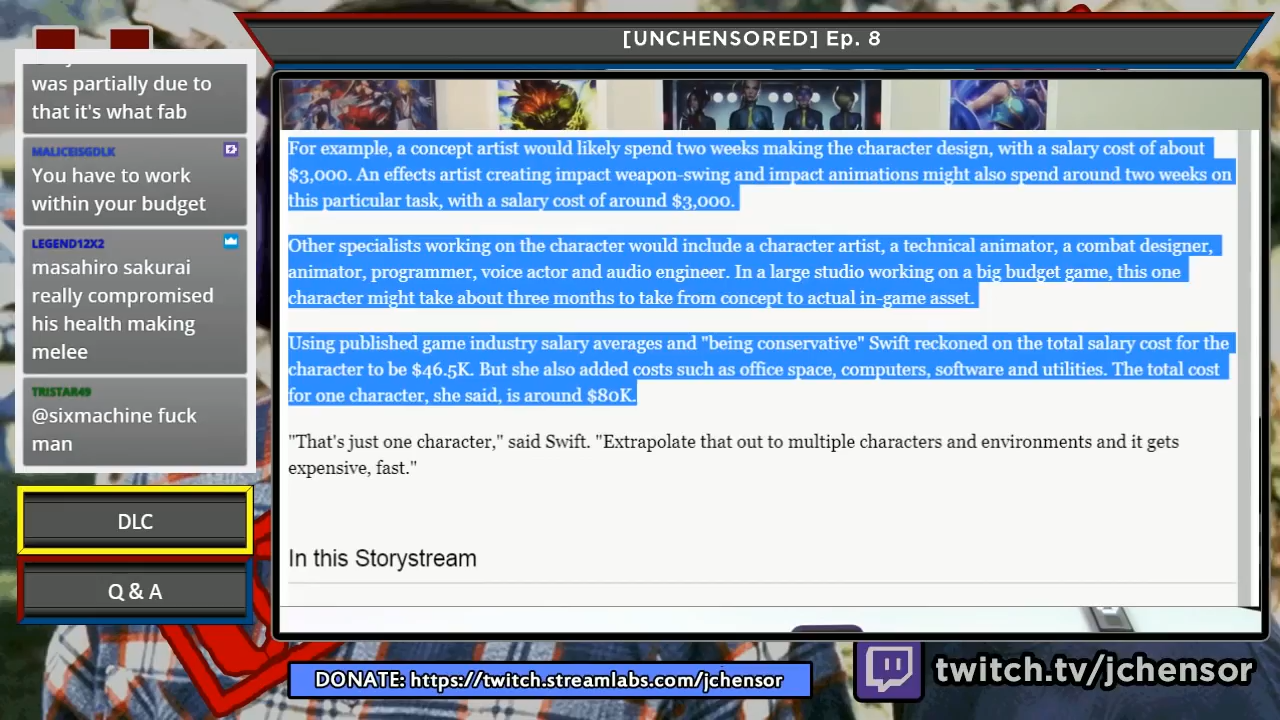 [UNCHENSORED] Ep. 8
was partially due to
that it's what fab
MALICEISGDLK
You have to work
within your budget
LEGEND12X2
masahiro sakurai
really compromised
his health making
melee
TRISTAR49
@sixmachine fuck
man
DLC
Q & A
For example, a concept artist would likely spend two weeks making the character design, with a salary cost of about
$3,000. An effects artist creating impact weapon-swing and impact animations might also spend around two weeks on
this particular task, with a salary cost of around $3,000.
Other specialists working on the character would include a character artist, a technical animator, a combat designer,
animator, programmer, voice actor and audio engineer. In a large studio working on a big budget game, this one
character might take about three months to take from concept to actual in-game asset.
Using published game industry salary averages and "being conservative" Swift reckoned on the total salary cost for the
character to be $46.5K. But she also added costs such as office space, computers, software and utilities. The total cost
for one character, she said, is around $80K.
"That's just one character," said Swift. "Extrapolate that out to multiple characters and environments and it gets
expensive, fast."
In this Storystream
DONATE: https://twitch.streamlabs.com/jchensor
twitch.tv/jchensor